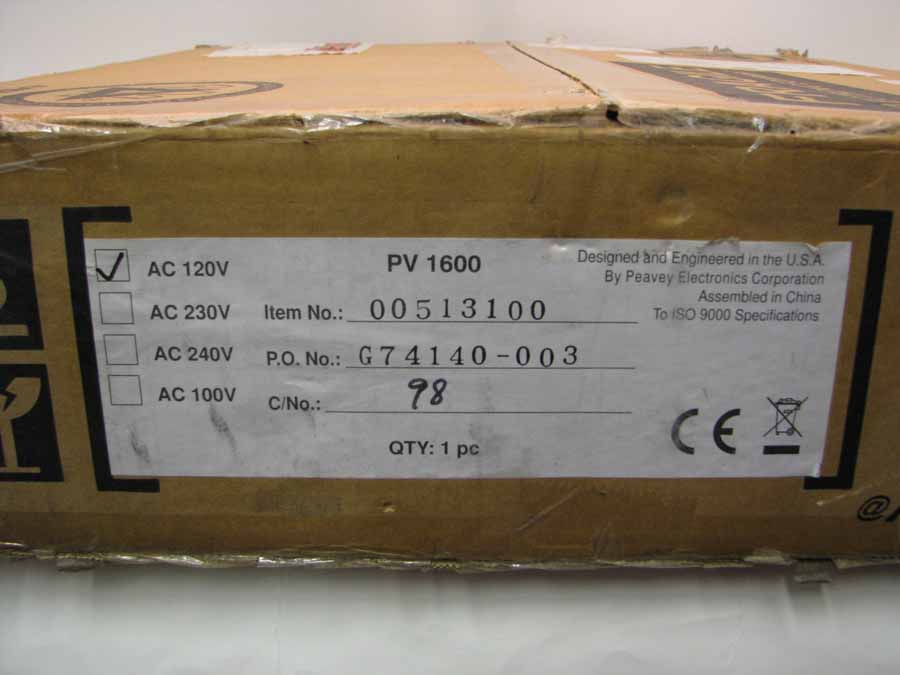 PV 1600
AC 120V
AC 230V
AC 240V
AC 100V
Item No.: 00513100
P.O. No.: G74140-003
C/No.: 98
QTY: 1 pc
Designed and Engineered in the U.S.A.
By Peavey Electronics Corporation
Assembled in China
To ISO 9000 Specifications
CE
@